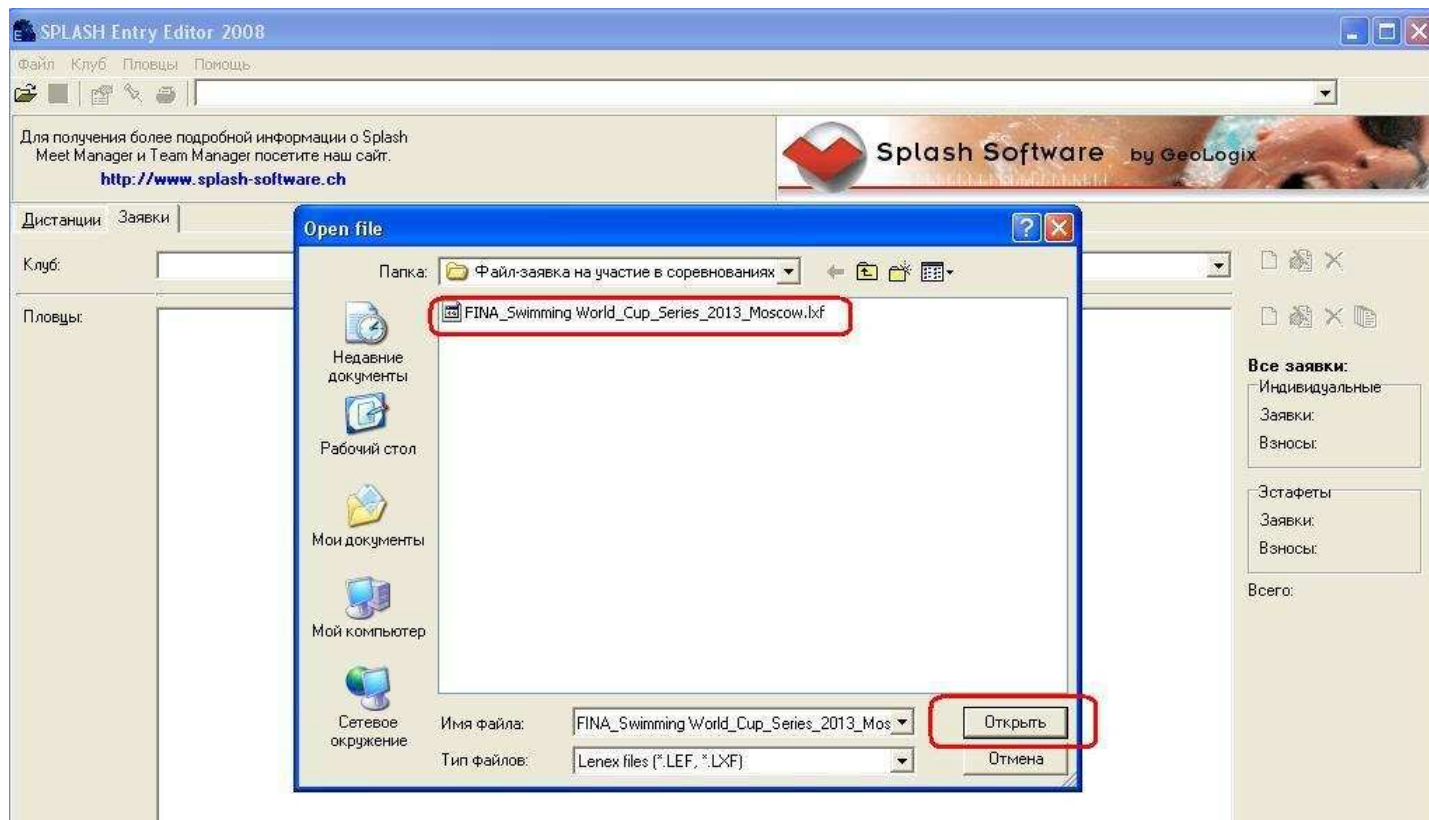 SPLASH Entry Editor 2008
Файл Клуб Пловцы Помощь
Для получения более подробной информации о Splash
Meet Manager и Team Manager посетите наш сайт.
http://www.splash-software.ch
Splash Software by GeoLogix
Дистанции Заявки
Клуб:
Пловцы:
Open file
Папка: Файл-заявка на участие в соревнованиях
FINA_Swimming World_Cup_Series_2013_Moscow.lxf
Недавние
документы
Рабочий стол
Мои документы
Мой компьютер
Сетевое
окружение
Имя файла: FINA_Swimming World_Cup_Series_2013_Mos
Открыть
Тип файлов: Lenex files (*.LEF, *.LXF)
Отмена
Все заявки:
Индивидуальные
Заявки:
Взносы:
Эстафеты
Заявки:
Взносы:
Всего: